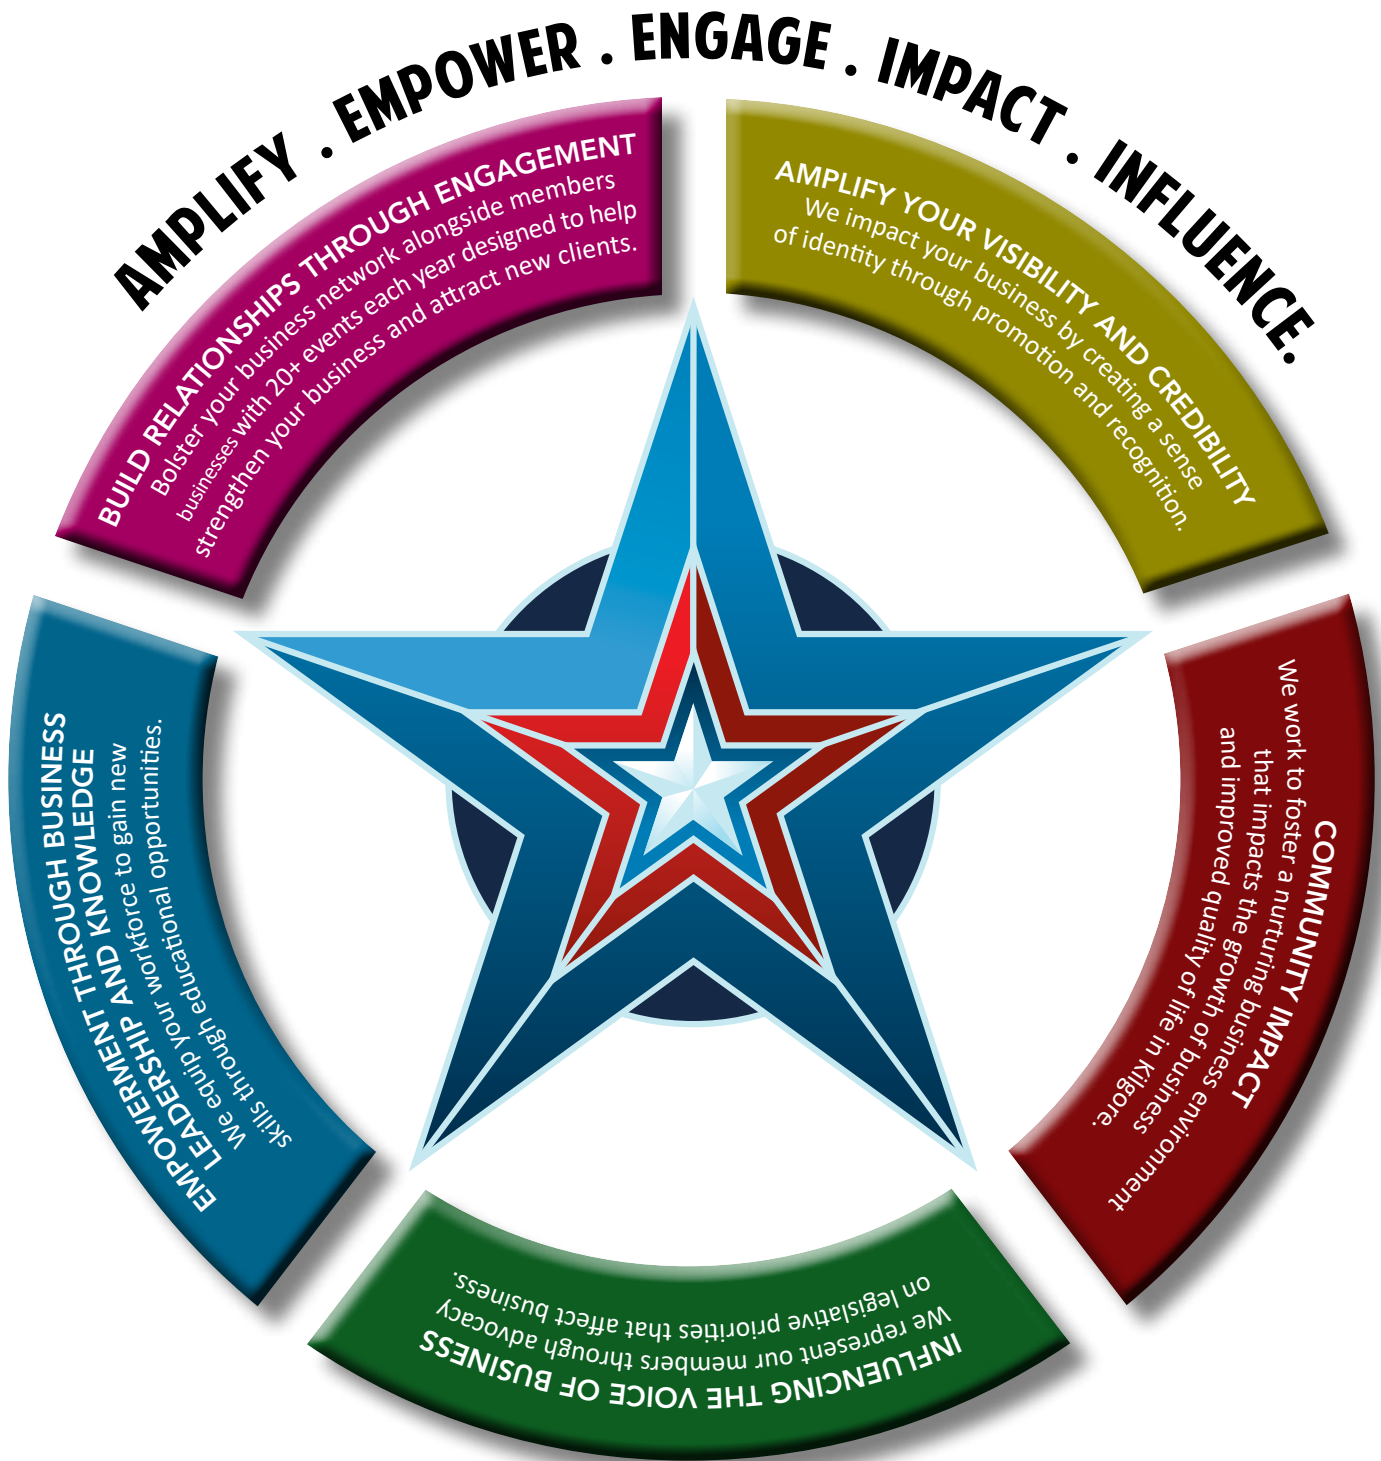 AMPLIFY . EMPOWER . ENGAGE . IMPACT . INFLUENCE.
BUILD RELATIONSHIPS THROUGH ENGAGEMENT
Bolster your business network alongside members
businesses with 20+ events each year designed to help
strengthen your business and attract new clients.
AMPLIFY YOUR VISIBILITY AND CREDIBILITY
We impact your business by creating a sense
of identity through promotion and recognition.
COMMUNITY IMPACT
We work to foster a nurturing business environment
that impacts the growth of business
and improved quality of life in Kilgore.
INFLUENCING THE VOICE OF BUSINESS
We represent our members through advocacy
on legislative priorities that affect business.
EMPOWERMENT THROUGH BUSINESS
LEADERSHIP AND KNOWLEDGE
We equip your workforce to gain new
skills through educational opportunities.